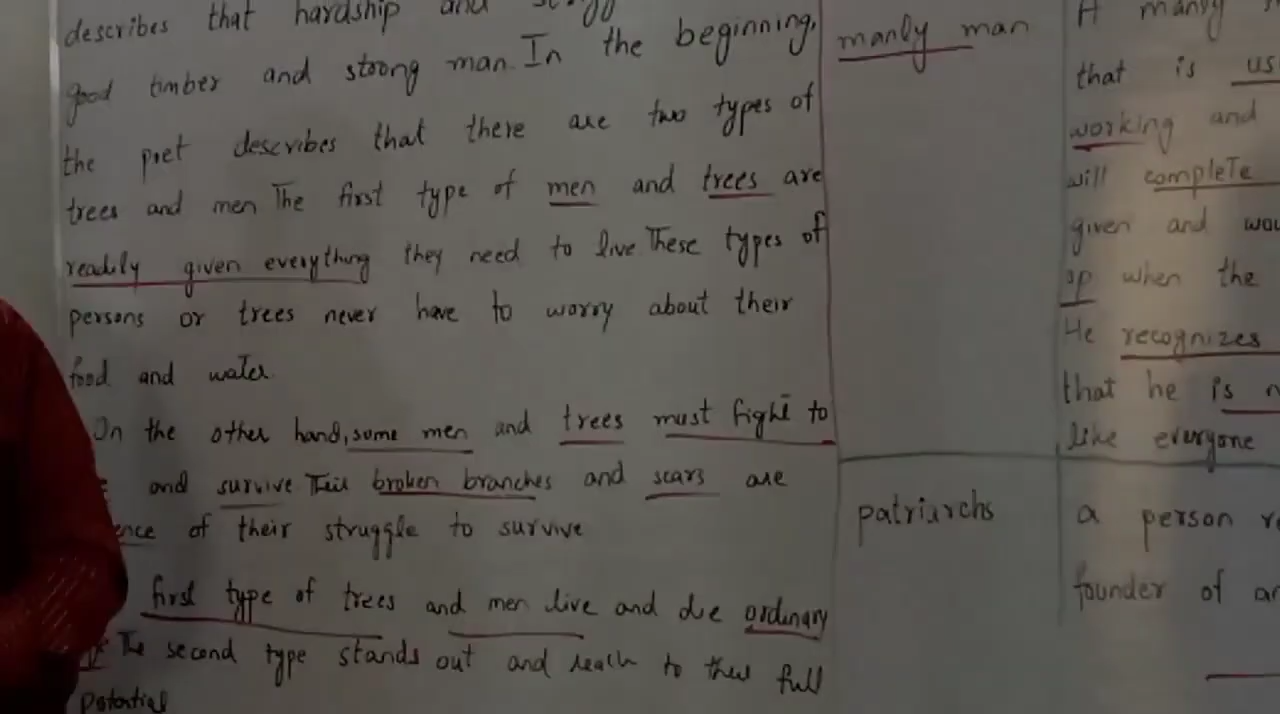 describes that hardship and
good timber and strong man. In the beginning,
the poet describes that there are two types of
trees and men The first type of men and trees are
readily given everything they need to live These types of
persons or trees never have to worry about their
food and water.
On the other hand, some men and trees must fight to
and survive. Their broken branches and scars are
of their struggle to survive
first type of trees and men live and die ordinary
The second type stands out and reach to their full
potential
manly man
patriarchs
A manly
that is
working and
will complete
given and
up when the
He recognizes
that he is
like everyone
a person
founder of